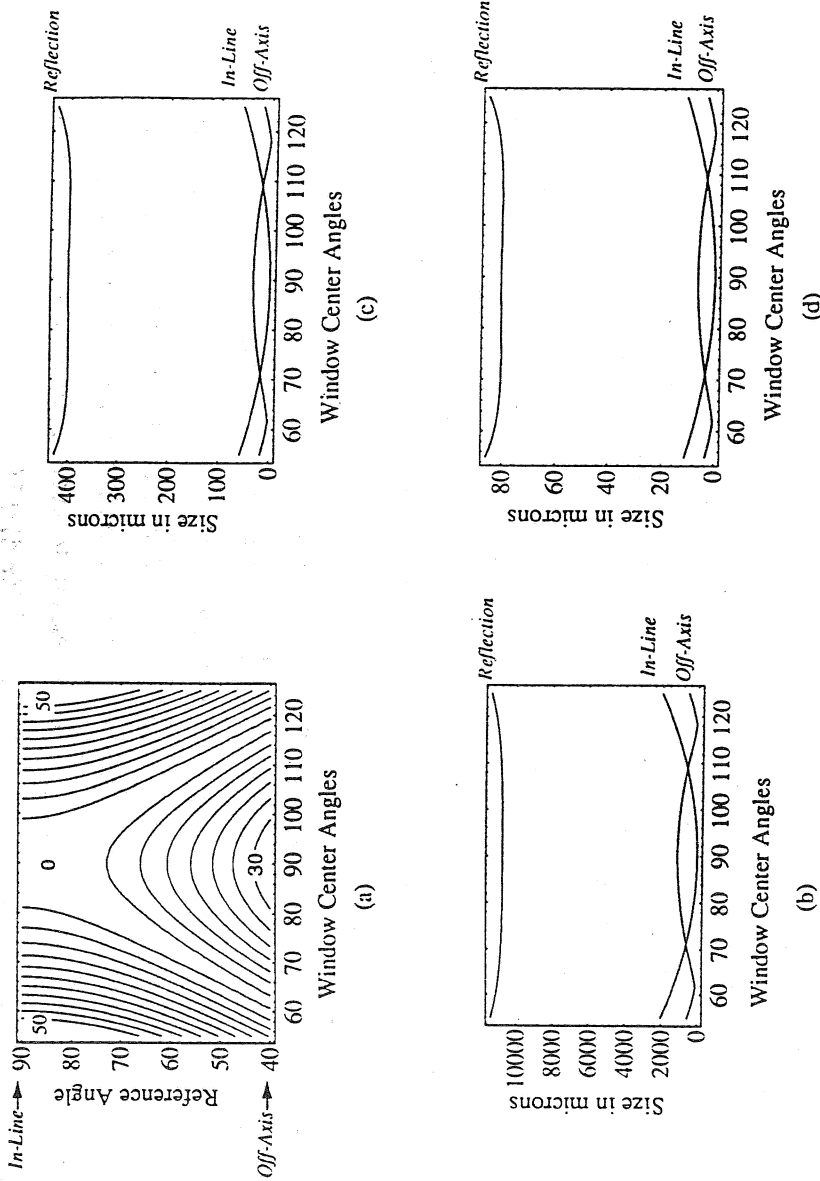 In-Line
90
80
70
60
50
40
Off-Axis
Reference Angle
50
0
50
30
60 70 80 90 100 110 120
Window Center Angles
(a)
Size in microns
400
300
200
100
0
60 70 80 90 100 110 120
Window Center Angles
Reflection
In-Line
Off-Axis
(c)
Size in microns
10000
8000
6000
4000
2000
0
60 70 80 90 100 110 120
Window Center Angles
Reflection
In-Line
Off-Axis
(b)
Size in microns
80
60
40
20
0
60 70 80 90 100 110 120
Window Center Angles
Reflection
In-Line
Off-Axis
(d)